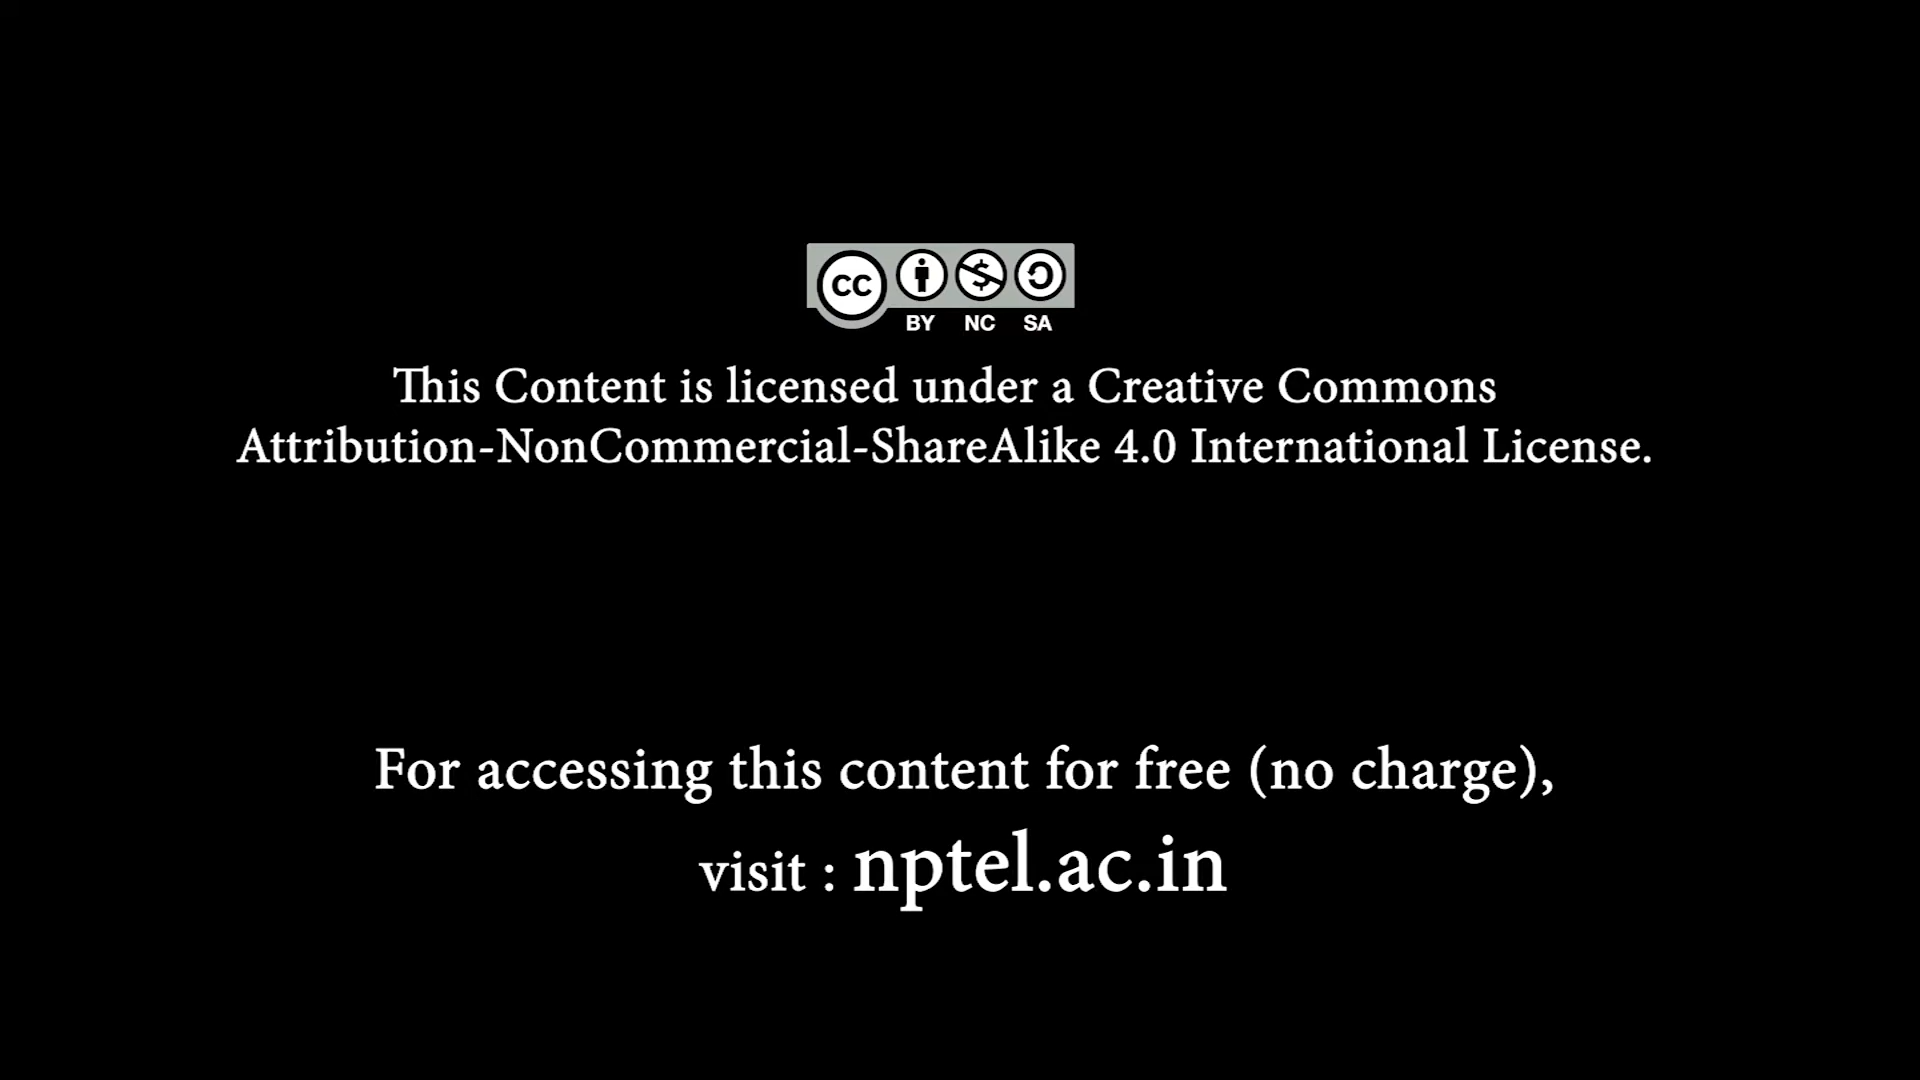 cc
BY NC SA
This Content is licensed under a Creative Commons
Attribution-NonCommercial-ShareAlike 4.0 International License.
For accessing this content for free (no charge),
visit : nptel.ac.in